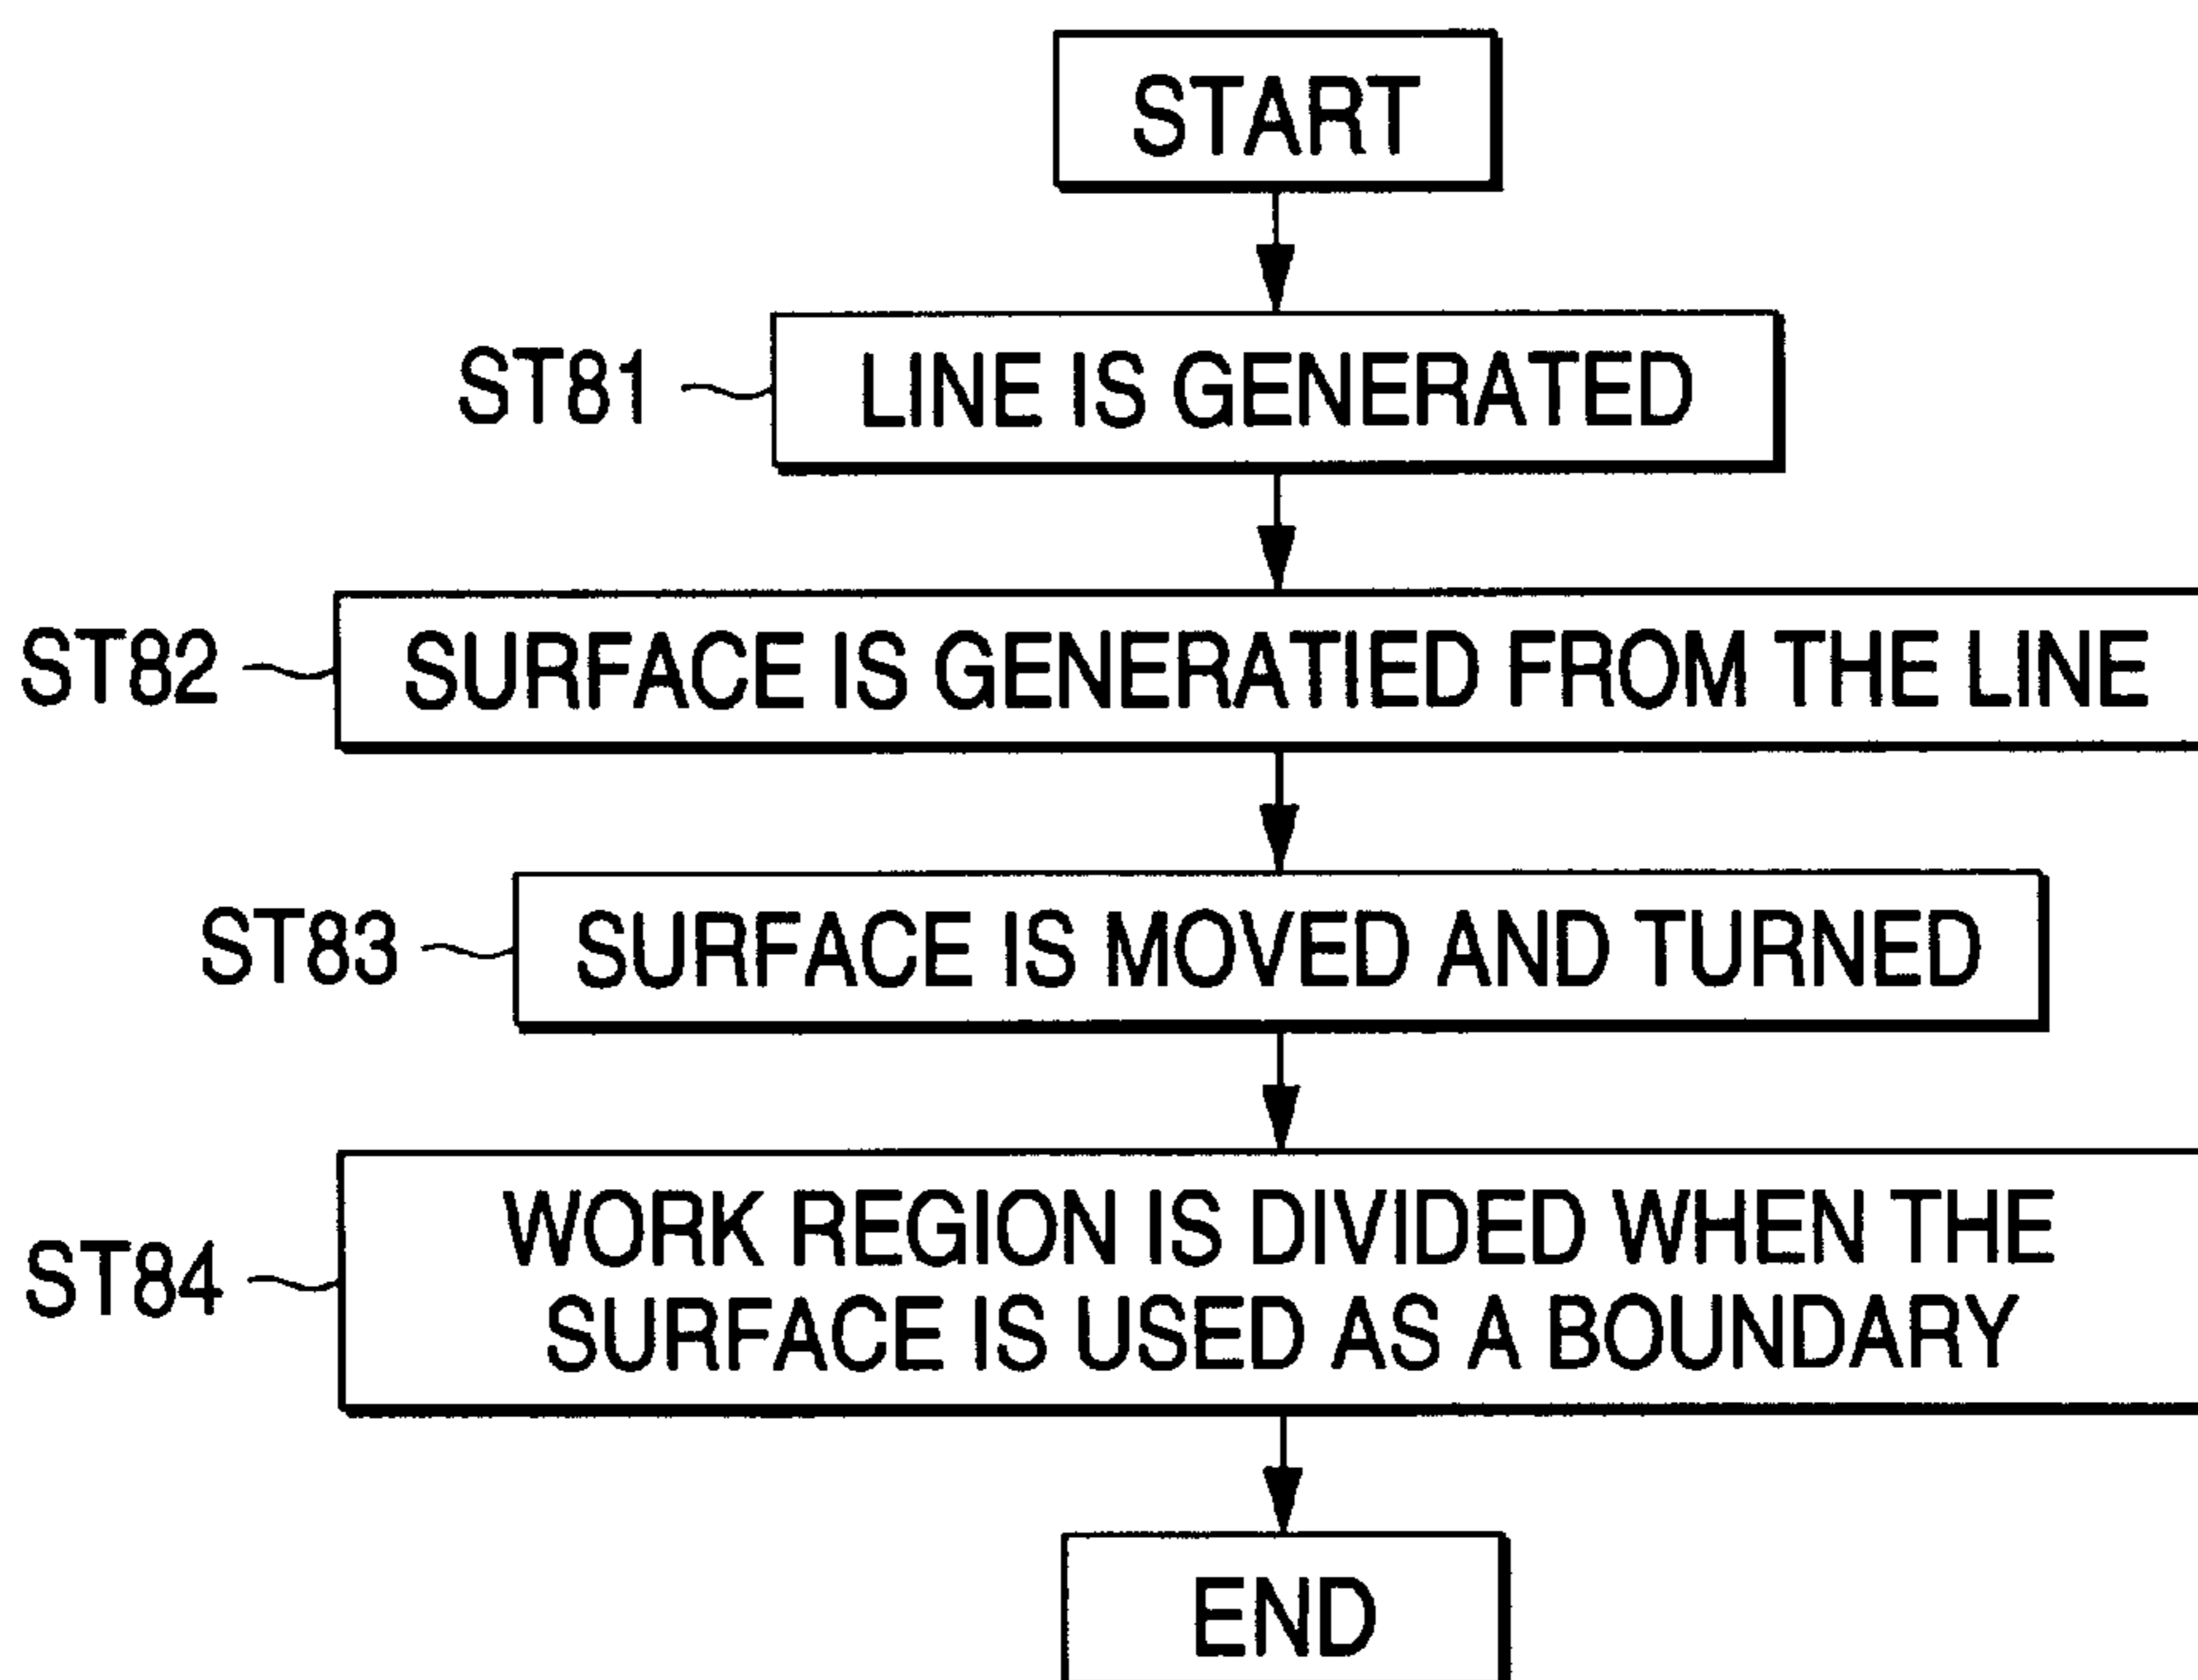 START
ST81 LINE IS GENERATED
ST82 SURFACE IS GENERATIED FROM THE LINE
ST83 SURFACE IS MOVED AND TURNED
ST84 WORK REGION IS DIVIDED WHEN THE
SURFACE IS USED AS A BOUNDARY
END